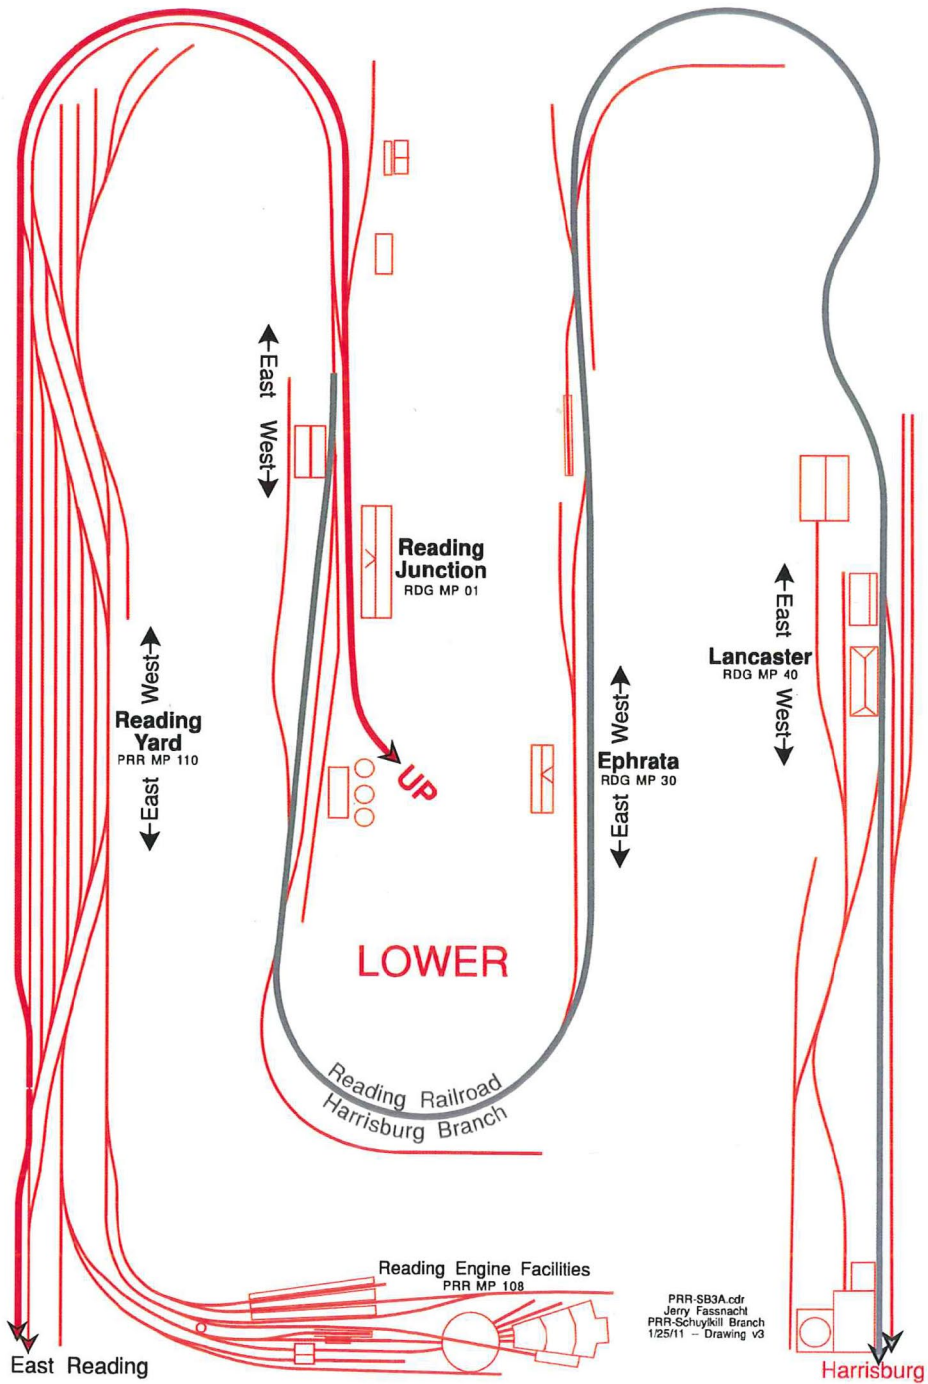 East West
Reading
Junction
RDG MP 01
UP
Reading
Yard
PRR MP 110
East West
Lancaster
RDG MP 40
East West
Ephrata
RDG MP 30
East West
LOWER
Reading Railroad
Harrisburg Branch
Reading Engine Facilities
PRR MP 108
PRR-SB3A.cdr
Jerry Fassnacht
PRR-Schuylkill Branch
1/25/11 – Drawing v3
East Reading
Harrisburg